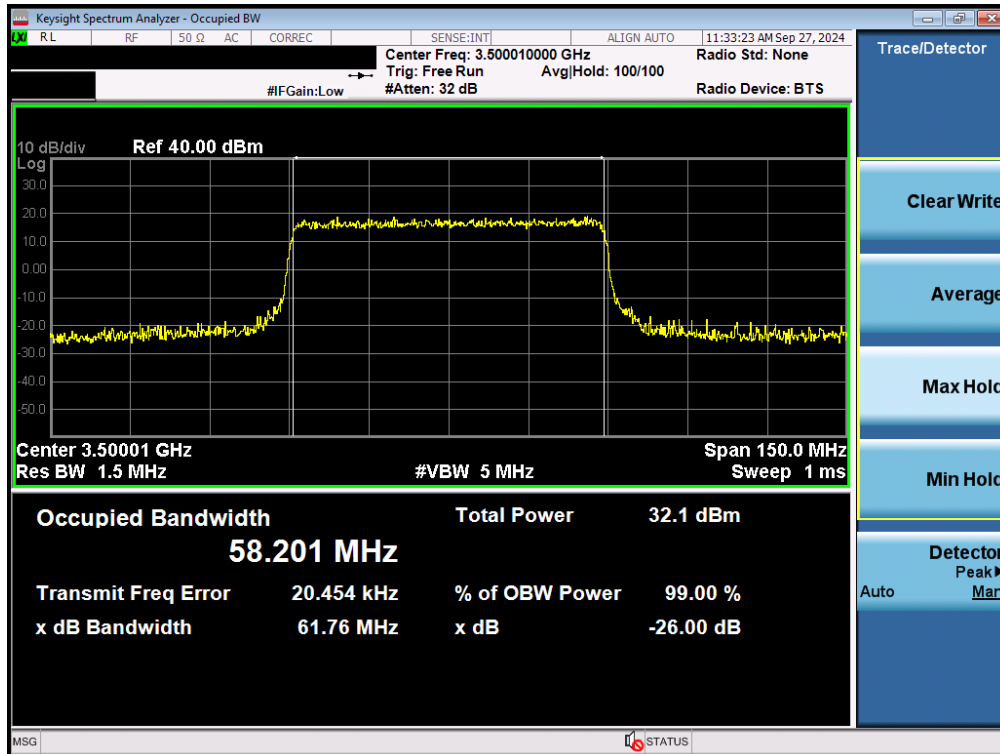 Keysight Spectrum Analyzer - Occupied BW
LXI RL RF 50 Ω AC CORREC SENSE:INT ALIGN AUTO 11:33:23 AM Sep 27, 2024
Center Freq: 3.500010000 GHz Radio Std: None
Trig: Free Run Avg|Hold: 100/100
#IFGain:Low #Atten: 32 dB Radio Device: BTS
Trace/Detector
10 dB/div Ref 40.00 dBm
Log
30.0
20.0
10.0
0.00
-10.0
-20.0
-30.0
-40.0
-50.0
Center 3.50001 GHz Span 150.0 MHz
Res BW 1.5 MHz #VBW 5 MHz Sweep 1 ms
Occupied Bandwidth Total Power 32.1 dBm
58.201 MHz
Transmit Freq Error 20.454 kHz % of OBW Power 99.00 %
x dB Bandwidth 61.76 MHz x dB -26.00 dB
Clear Write
Average
Max Hold
Min Hold
Detector
Peak
Auto Man
MSG STATUS